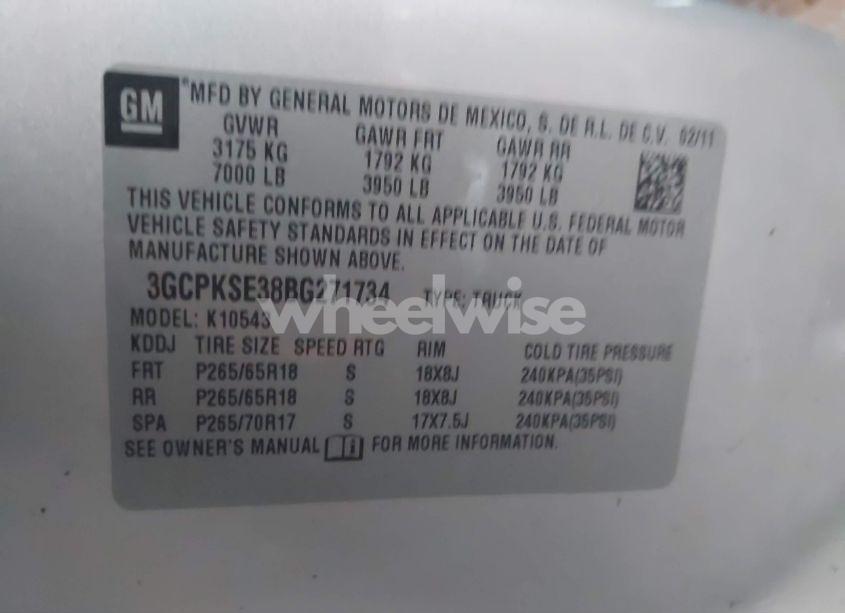 GM
*MFD BY GENERAL MOTORS DE MEXICO, S. DE R.L. DE C.V. 02/11
GVWR GAWR FRT GAWR RR
3175 KG 1792 KG 1792 KG
7000 LB 3950 LB 3950 LB
THIS VEHICLE CONFORMS TO ALL APPLICABLE U.S. FEDERAL MOTOR
VEHICLE SAFETY STANDARDS IN EFFECT ON THE DATE OF
MANUFACTURE SHOWN ABOVE.
3GCPKSE38BG271734 TYPE: TRUCK
wheelwise
MODEL: K10543
KDDJ TIRE SIZE SPEED RTG RIM COLD TIRE PRESSURE
FRT P265/65R18 S 18X8J 240KPA(35PSI)
RR P265/65R18 S 18X8J 240KPA(35PSI)
SPA P265/70R17 S 17X7.5J 240KPA(35PSI)
SEE OWNER'S MANUAL FOR MORE INFORMATION.